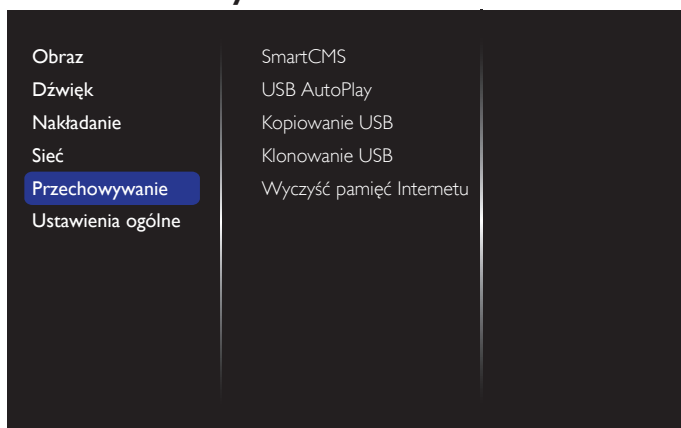 Obraz
Dźwięk
Nakładanie
Sieć
Przechowywanie
Ustawienia ogólne
SmartCMS
USB AutoPlay
Kopiowanie USB
Klonowanie USB
Wyczyść pamięć Internetu